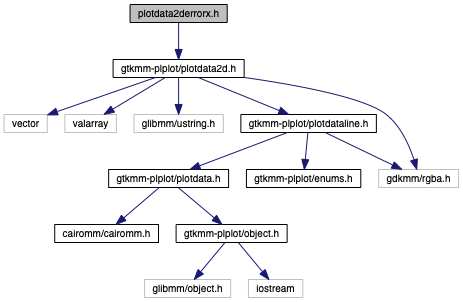 plotdata2derrorx.h
gtkmm-plplot/plotdata2d.h
vector
valarray
glibmm/ustring.h
gtkmm-plplot/plotdataline.h
gtkmm-plplot/plotdata.h
gtkmm-plplot/enums.h
gdkmm/rgba.h
cairomm/cairomm.h
gtkmm-plplot/object.h
glibmm/object.h
iostream